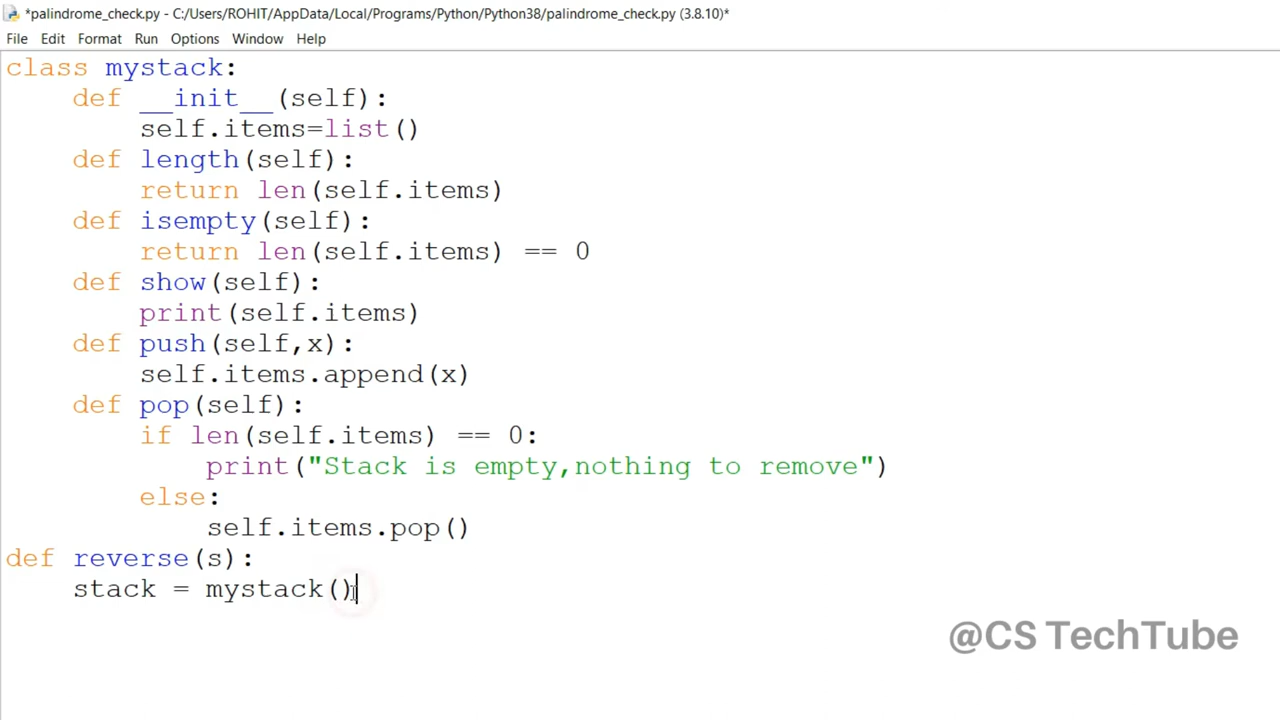 *palindrome_check.py - C:/Users/ROHIT/AppData/Local/Programs/Python/Python38/palindrome_check.py (3.8.10)*
File Edit Format Run Options Window Help
class mystack:
    def __init__(self):
        self.items=list()
    def length(self):
        return len(self.items)
    def isempty(self):
        return len(self.items) == 0
    def show(self):
        print(self.items)
    def push(self,x):
        self.items.append(x)
    def pop(self):
        if len(self.items) == 0:
            print("Stack is empty,nothing to remove")
        else:
            self.items.pop()
def reverse(s):
    stack = mystack()
@CS TechTube